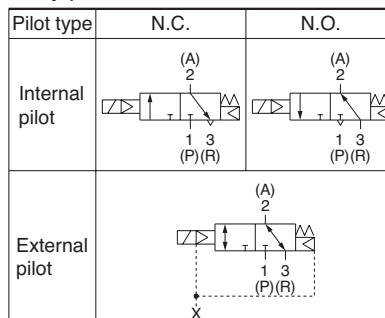 Pilot type N.C. N.O.
Internal pilot
(A)
2
1 3
(P)(R)
(A)
2
1 3
(P)(R)
External pilot
(A)
2
1 3
(P)(R)
X